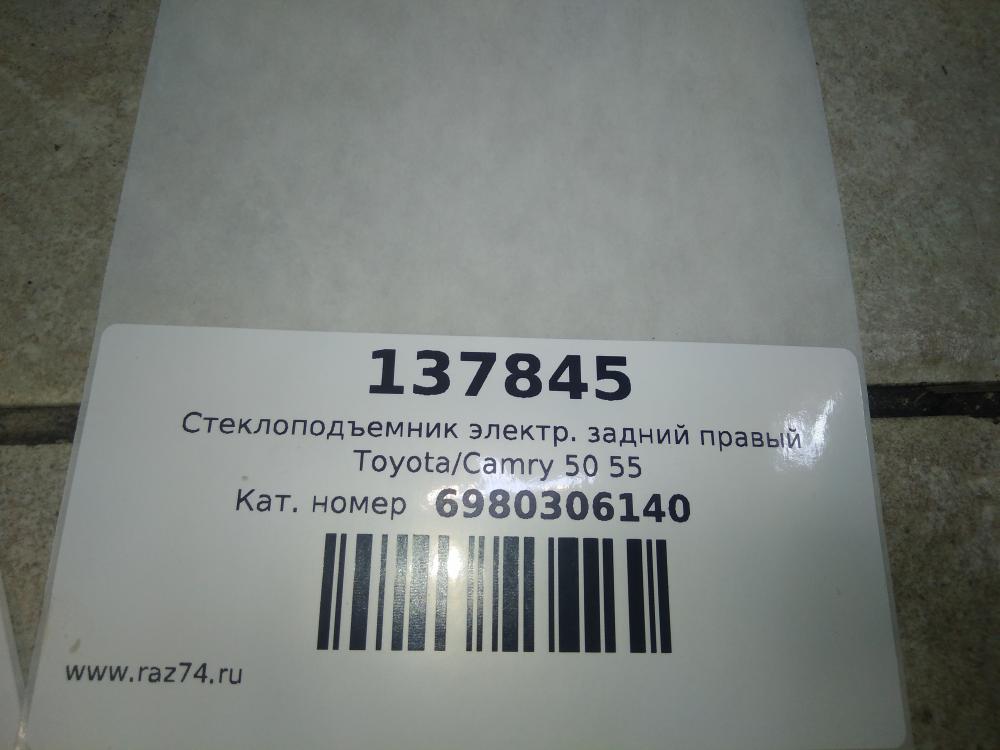 137845
Стеклоподъемник электр. задний правый
Toyota/Camry 50 55
Кат. номер 6980306140
www.raz74.ru